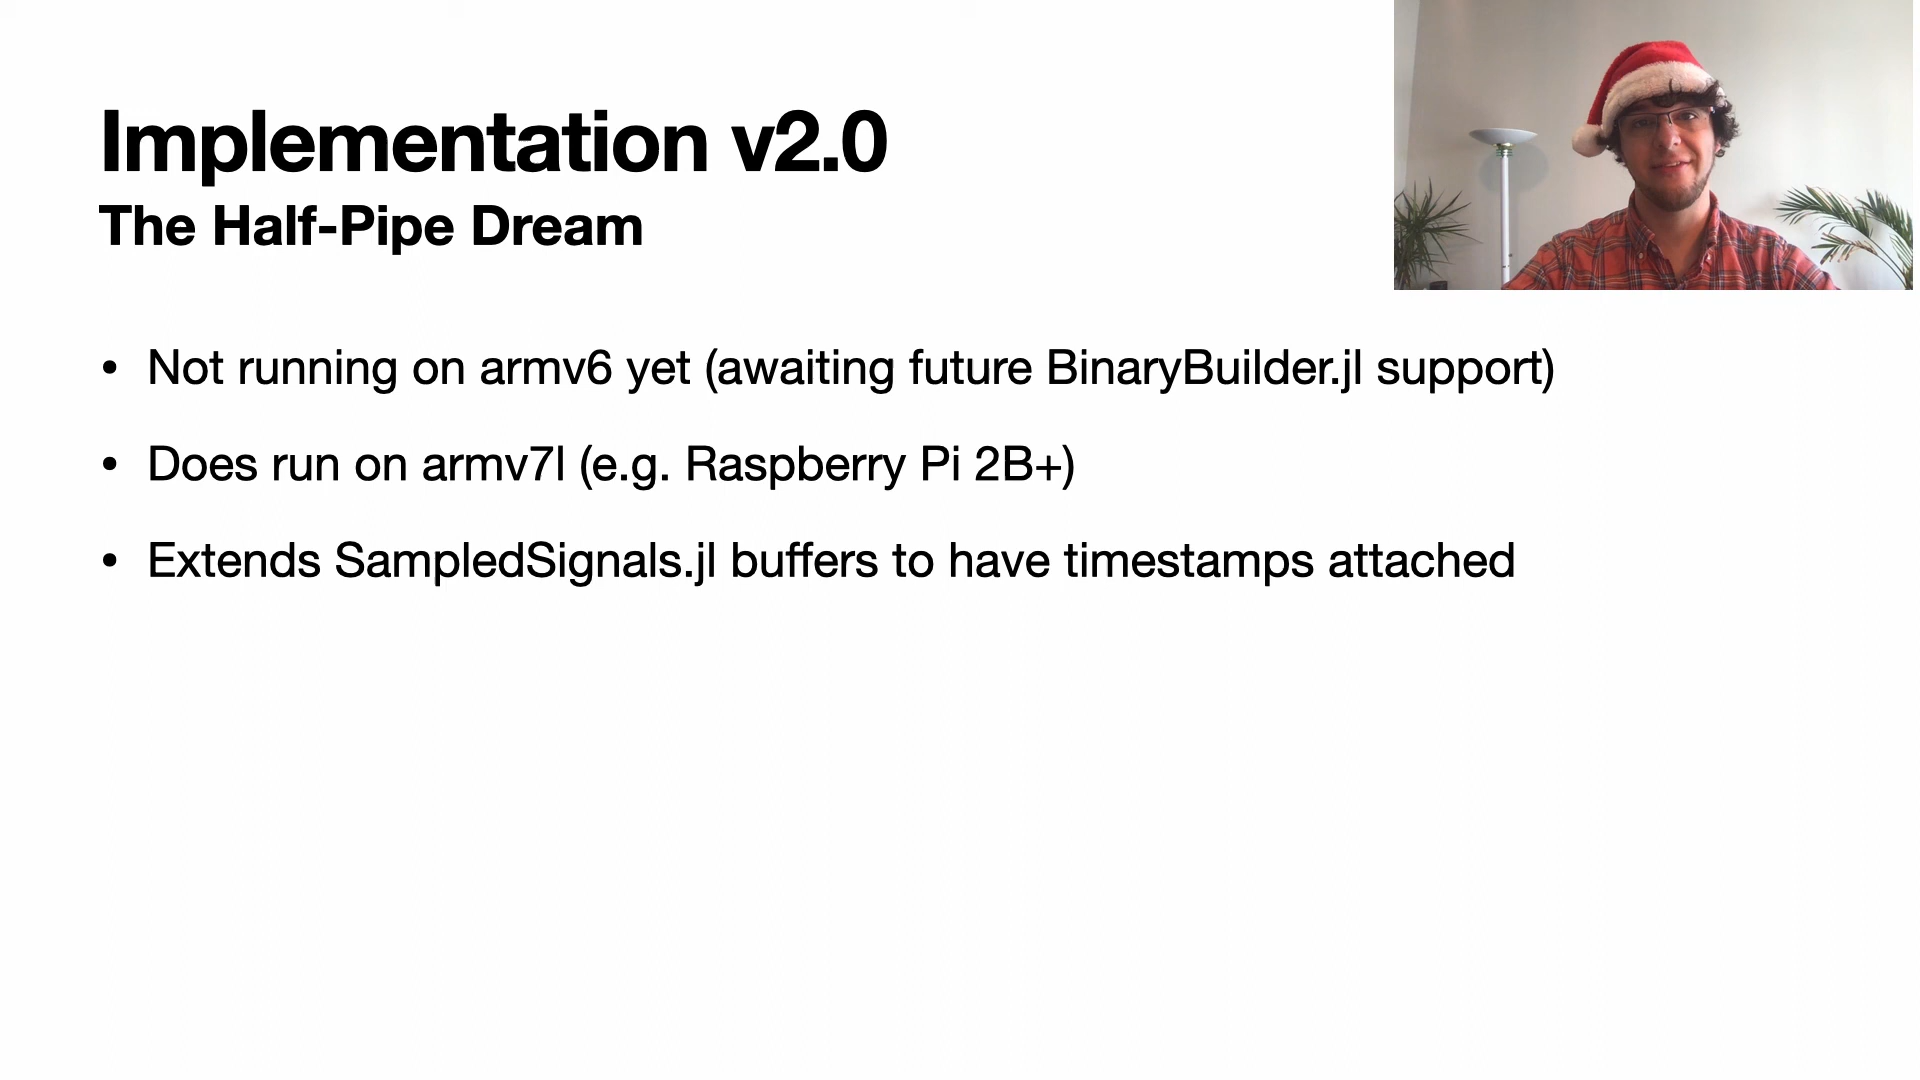 Implementation v2.0
The Half-Pipe Dream
• Not running on armv6 yet (awaiting future BinaryBuilder.jl support)
• Does run on armv7l (e.g. Raspberry Pi 2B+)
• Extends SampledSignals.jl buffers to have timestamps attached